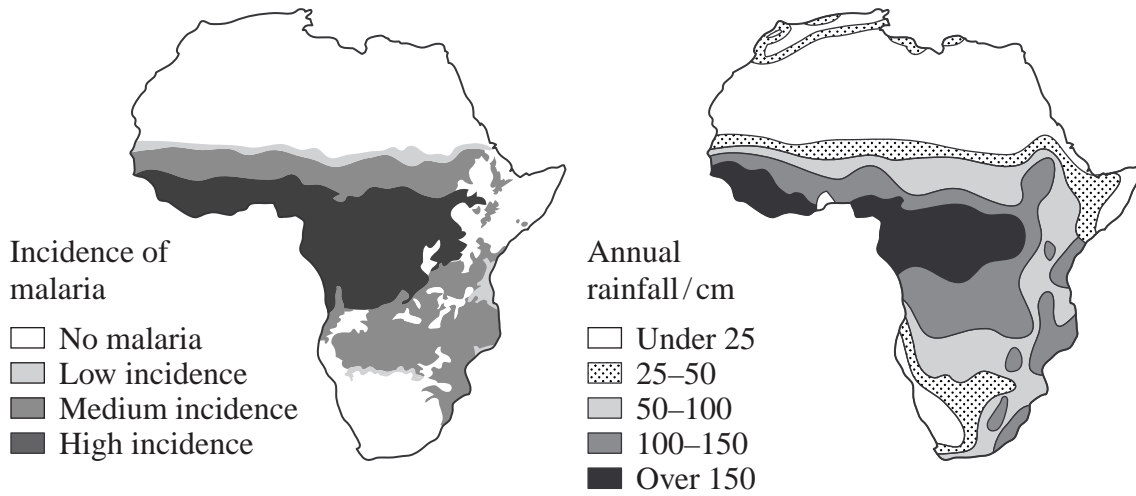 Incidence of
malaria
No malaria
Low incidence
Medium incidence
High incidence
Annual
rainfall/cm
Under 25
25–50
50–100
100–150
Over 150